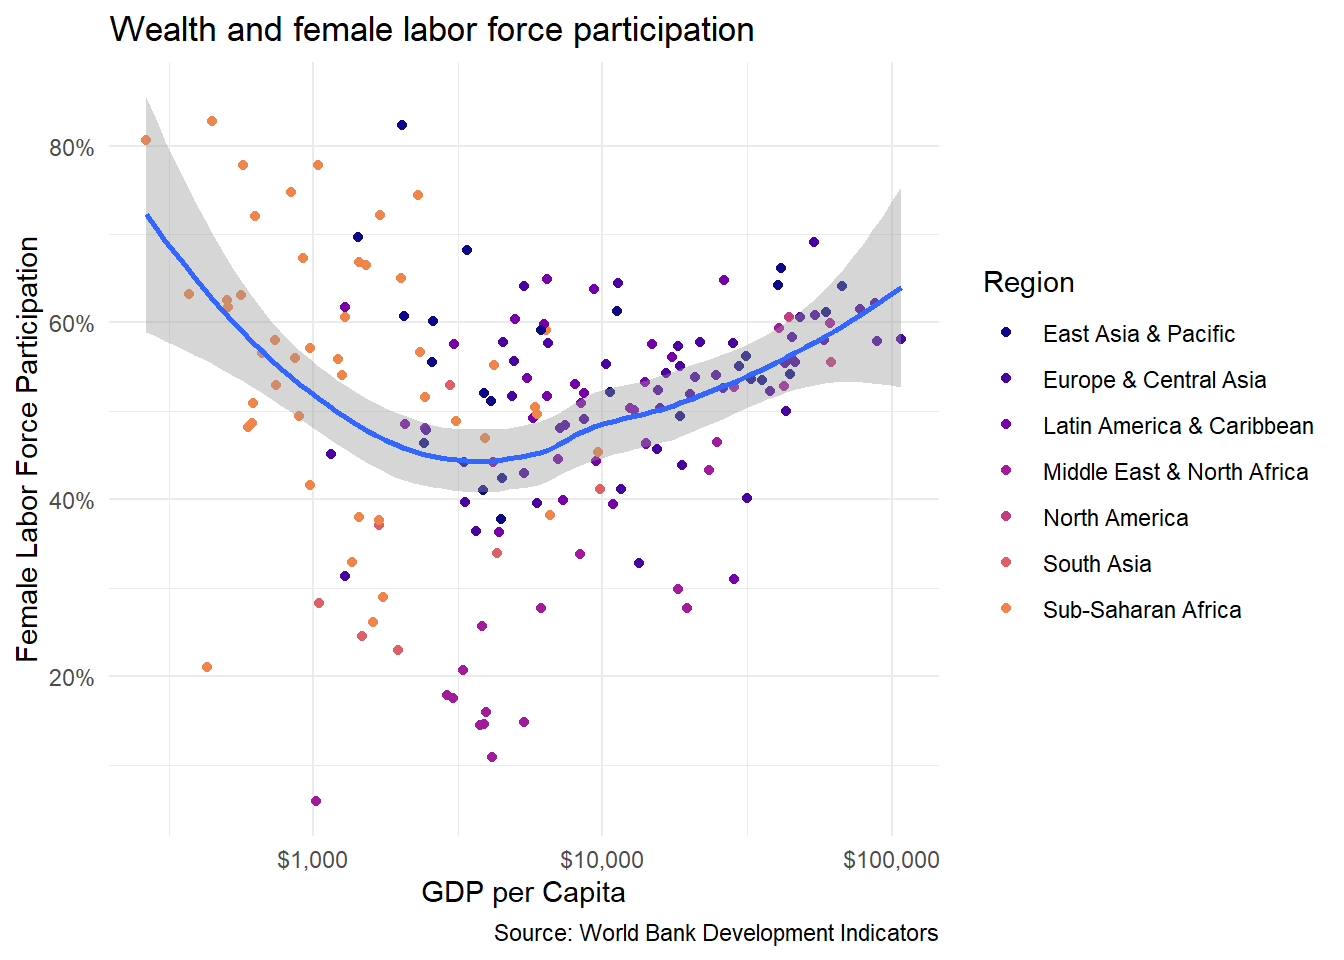 Wealth and female labor force participation
80%
60%
40%
20%
Female Labor Force Participation
$1,000
$10,000
$100,000
GDP per Capita
Source: World Bank Development Indicators
Region
East Asia & Pacific
Europe & Central Asia
Latin America & Caribbean
Middle East & North Africa
North America
South Asia
Sub-Saharan Africa